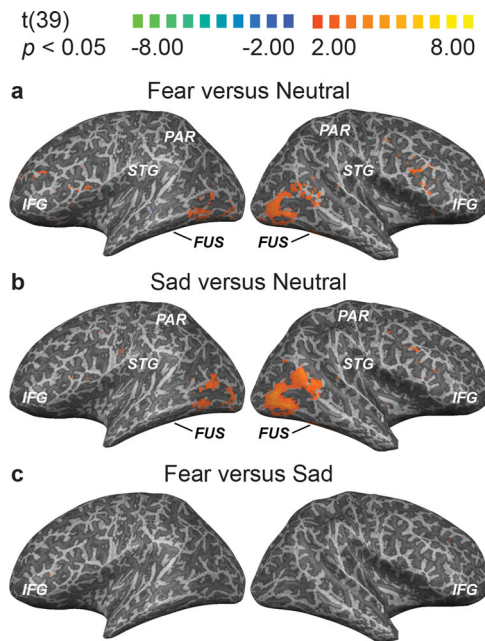 t(39)
p < 0.05 -8.00 -2.00 2.00 8.00
a Fear versus Neutral
PAR PAR
STG STG
IFG IFG
FUS FUS
b Sad versus Neutral
PAR PAR
STG STG
IFG IFG
FUS FUS
c Fear versus Sad
IFG IFG